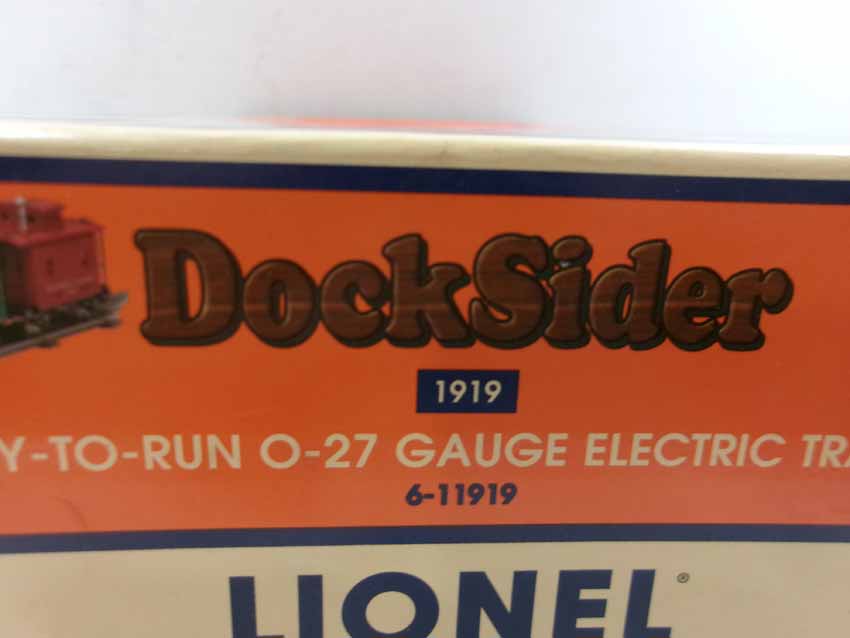 DockSider
1919
Y-TO-RUN O-27 GAUGE ELECTRIC TRA
6-11919
LIONEL®